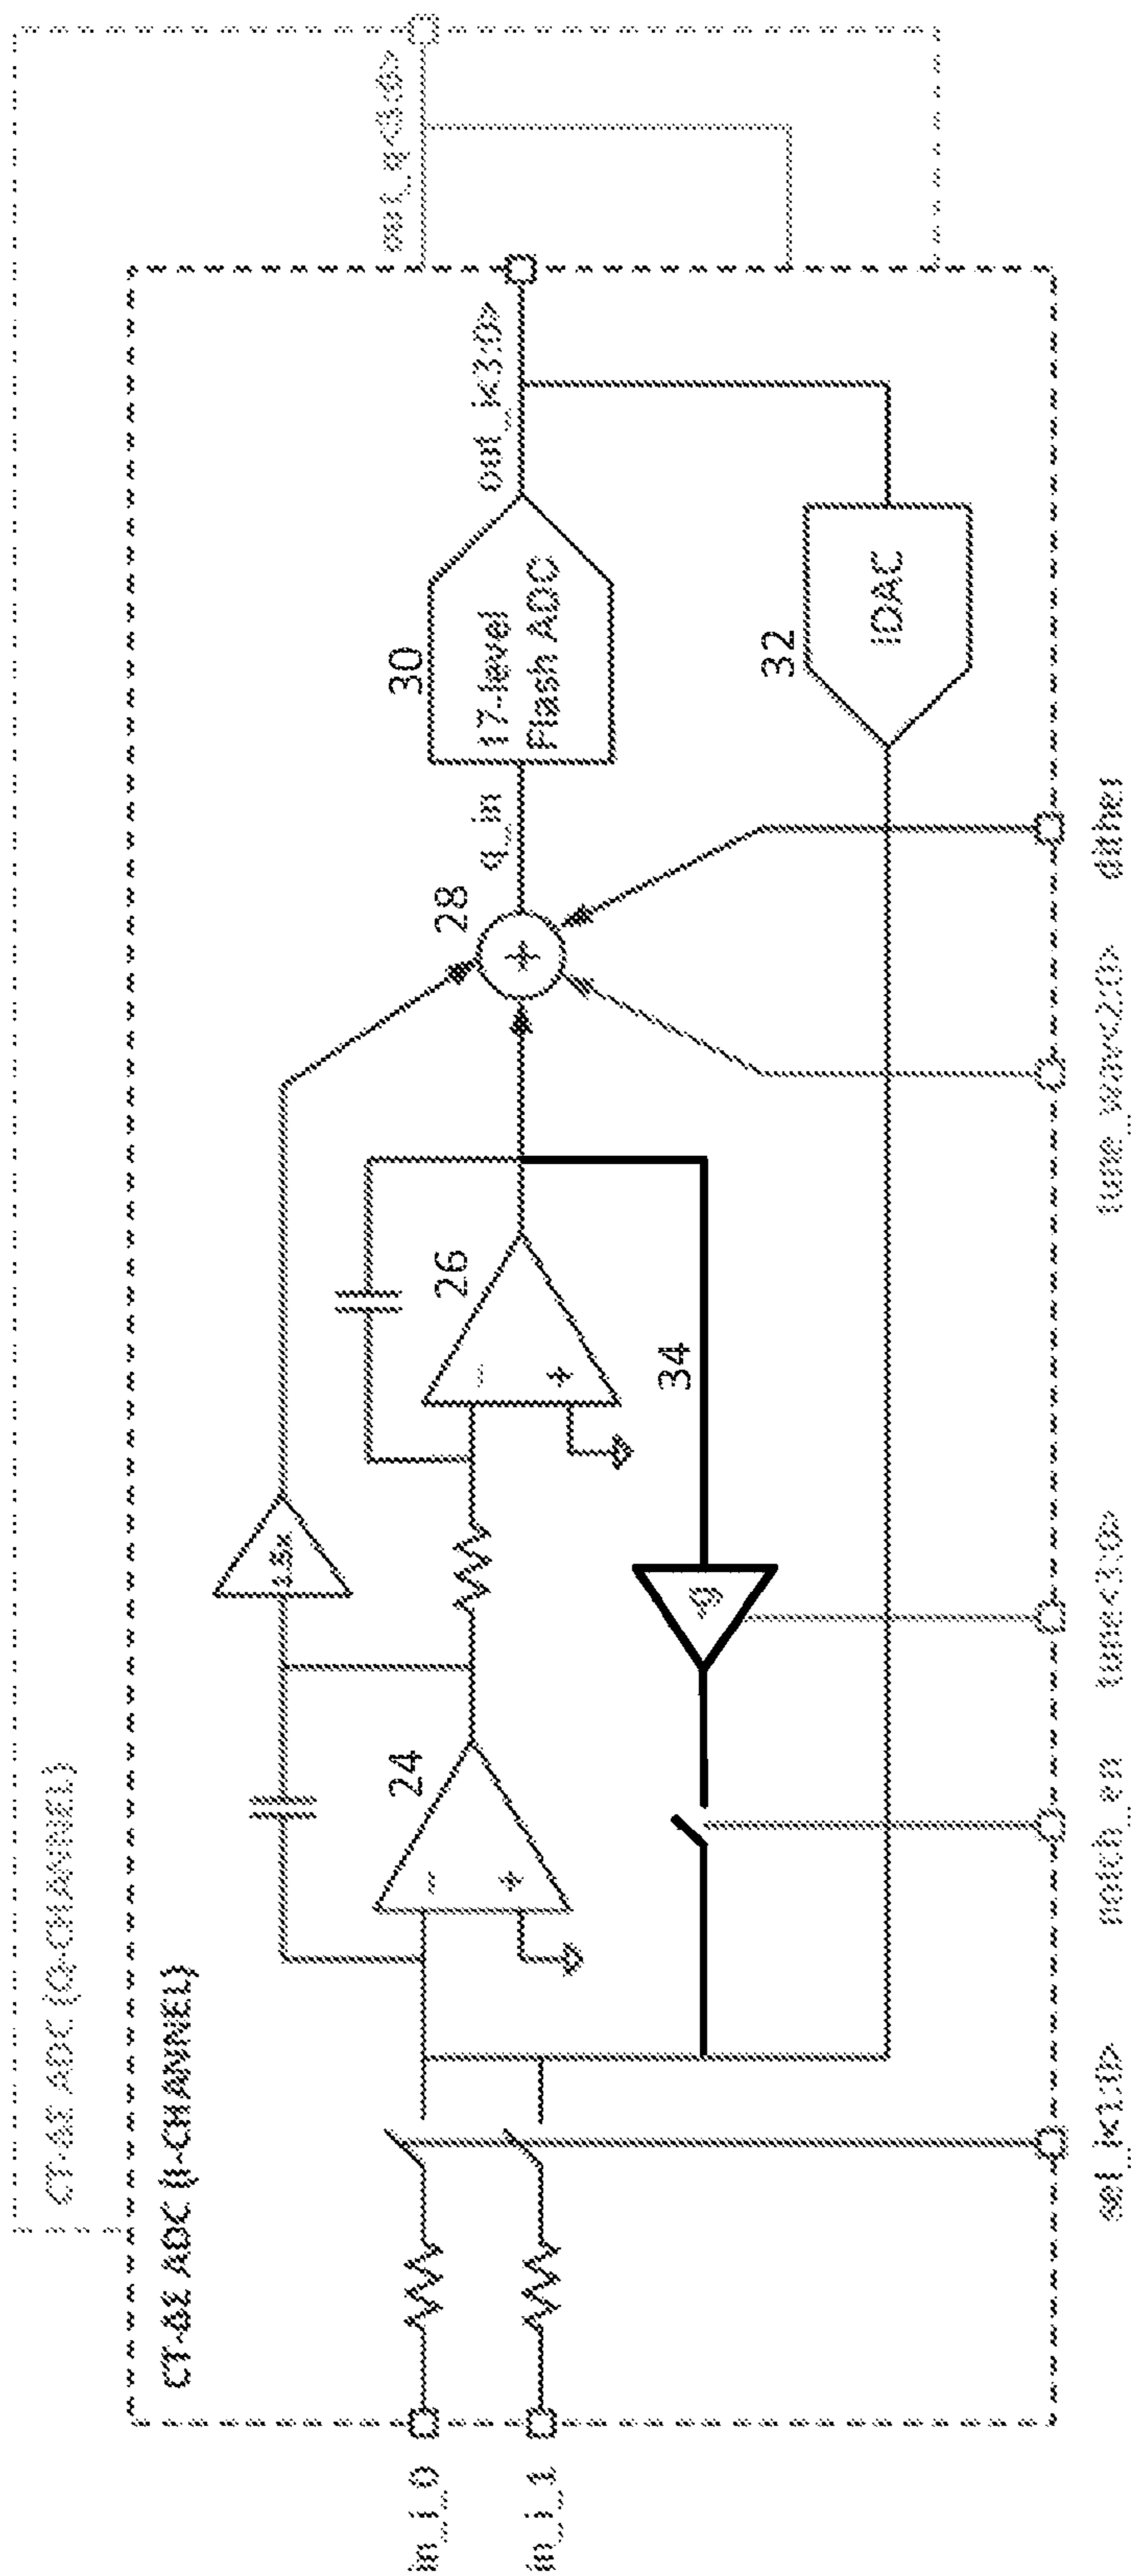 CT-ΔΣ ADC (Q-CHANNEL)
CT-ΔΣ ADC (I-CHANNEL)
out_q<3:0>
in_i_0
in_i_1
24
-
+
1.5x
26
-
+
28
+
q_in
30
17-level
Flash ADC
out_i<3:0>
32
IDAC
34
-g
sel_i<1:0>
notch_en
tune<3:0>
tune_wav<2:0>
dither